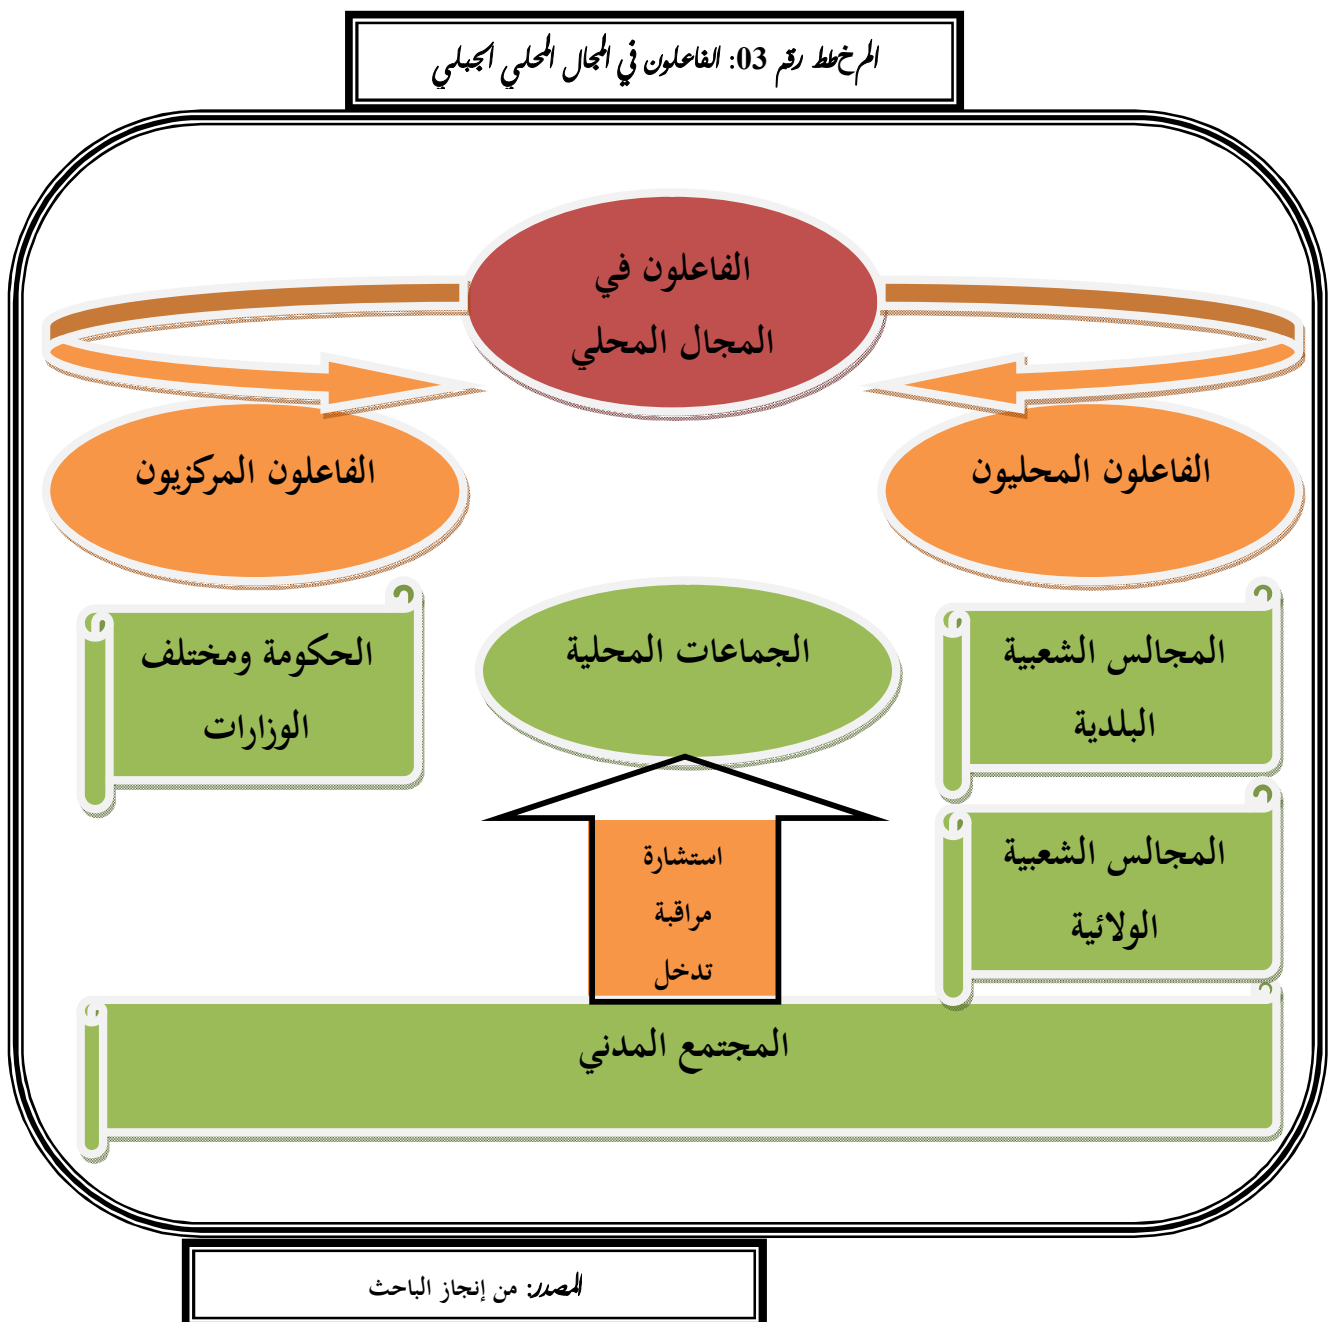 المخطط رقم 03: الفاعلون في المجال المحلي الجبلي
الفاعلون في
المجال المحلي
الفاعلون المحليون
الفاعلون المركزيون
المجالس الشعبية
البلدية
الجماعات المحلية
الحكومة ومختلف
الوزارات
المجالس الشعبية
الولائية
استشارة
مراقبة
تدخل
المجتمع المدني
المصدر: من إنجاز الباحث